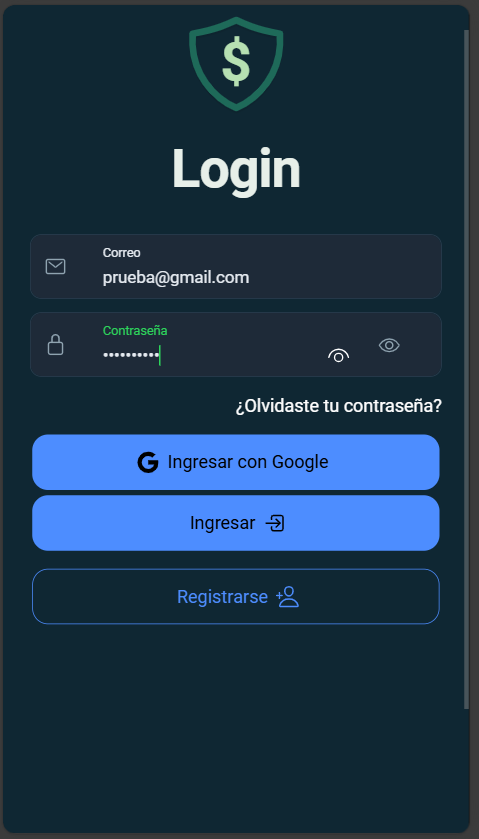 $
Login
Correo
prueba@gmail.com
Contraseña
••••••••••
¿Olvidaste tu contraseña?
G Ingresar con Google
Ingresar
Registrarse